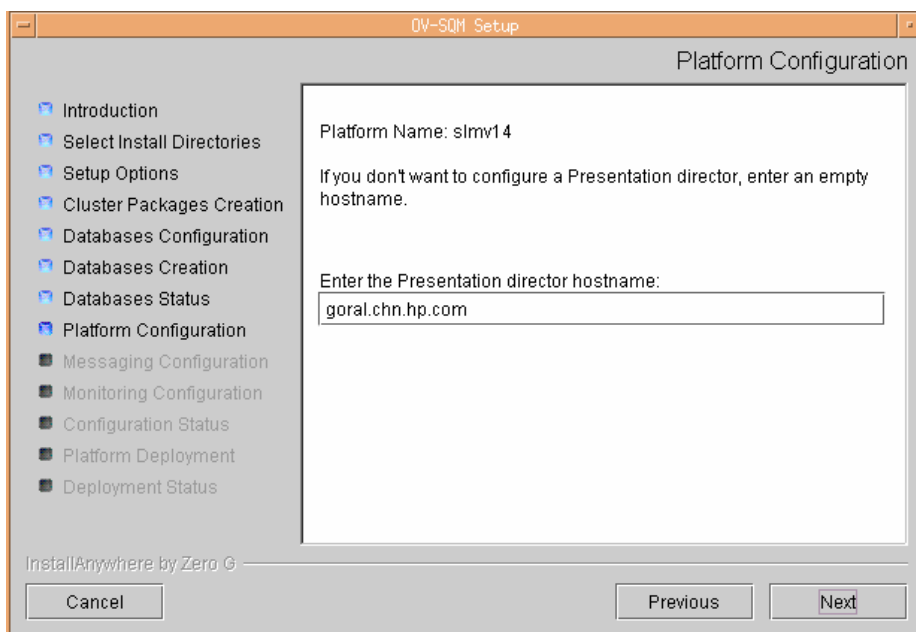 OV-SQM Setup
Platform Configuration
Introduction
Select Install Directories
Setup Options
Cluster Packages Creation
Databases Configuration
Databases Creation
Databases Status
Platform Configuration
Messaging Configuration
Monitoring Configuration
Configuration Status
Platform Deployment
Deployment Status
Platform Name: slmv14
If you don't want to configure a Presentation director, enter an empty
hostname.
Enter the Presentation director hostname:
goral.chn.hp.com
InstallAnywhere by Zero G
Cancel
Previous
Next